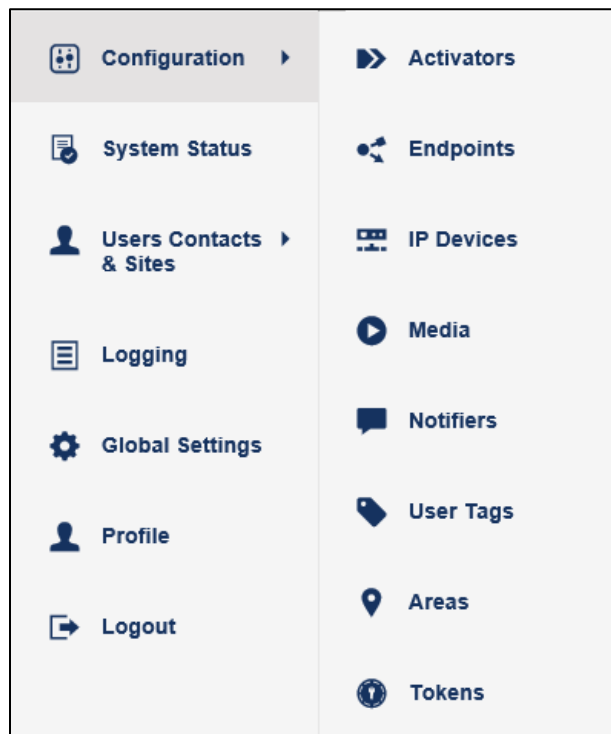 Configuration
System Status
Users Contacts
& Sites
Logging
Global Settings
Profile
Logout
Activators
Endpoints
IP Devices
Media
Notifiers
User Tags
Areas
Tokens